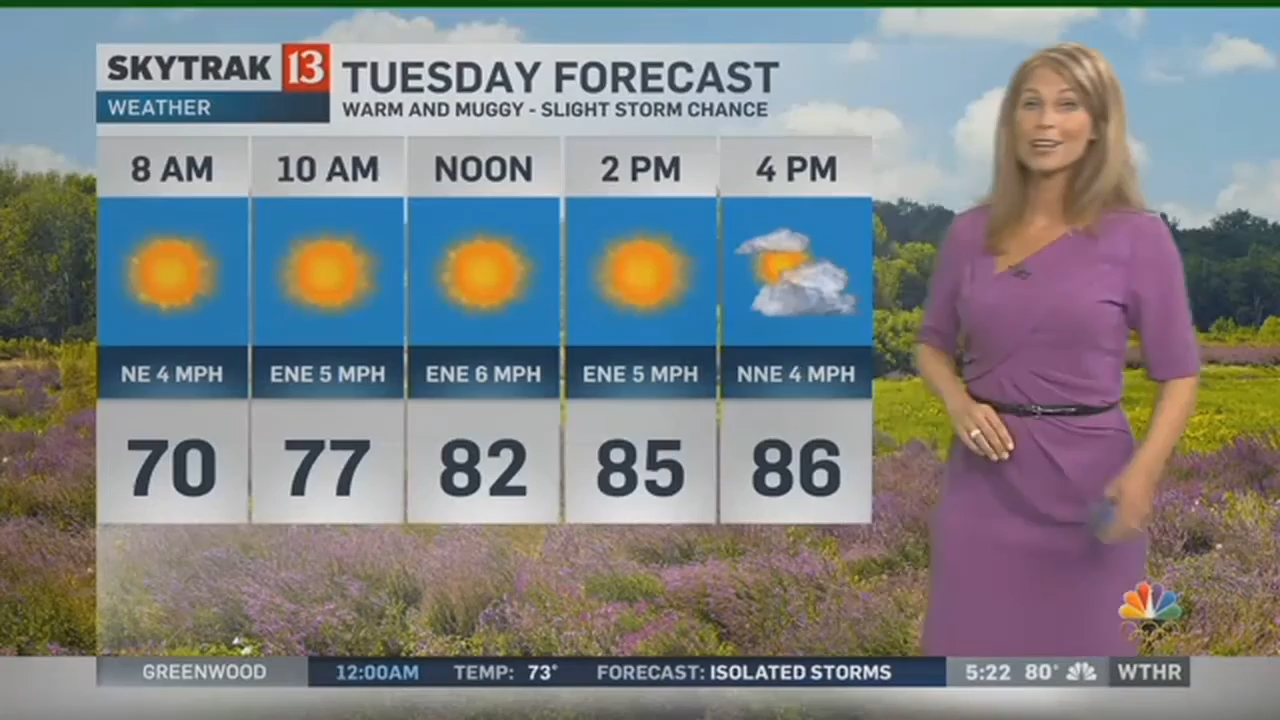 SKYTRAK 13
WEATHER
TUESDAY FORECAST
WARM AND MUGGY - SLIGHT STORM CHANCE
8 AM 10 AM NOON 2 PM 4 PM
NE 4 MPH ENE 5 MPH ENE 6 MPH ENE 5 MPH NNE 4 MPH
70 77 82 85 86
GREENWOOD 12:00AM TEMP: 73° FORECAST: ISOLATED STORMS 5:22 80° WTHR